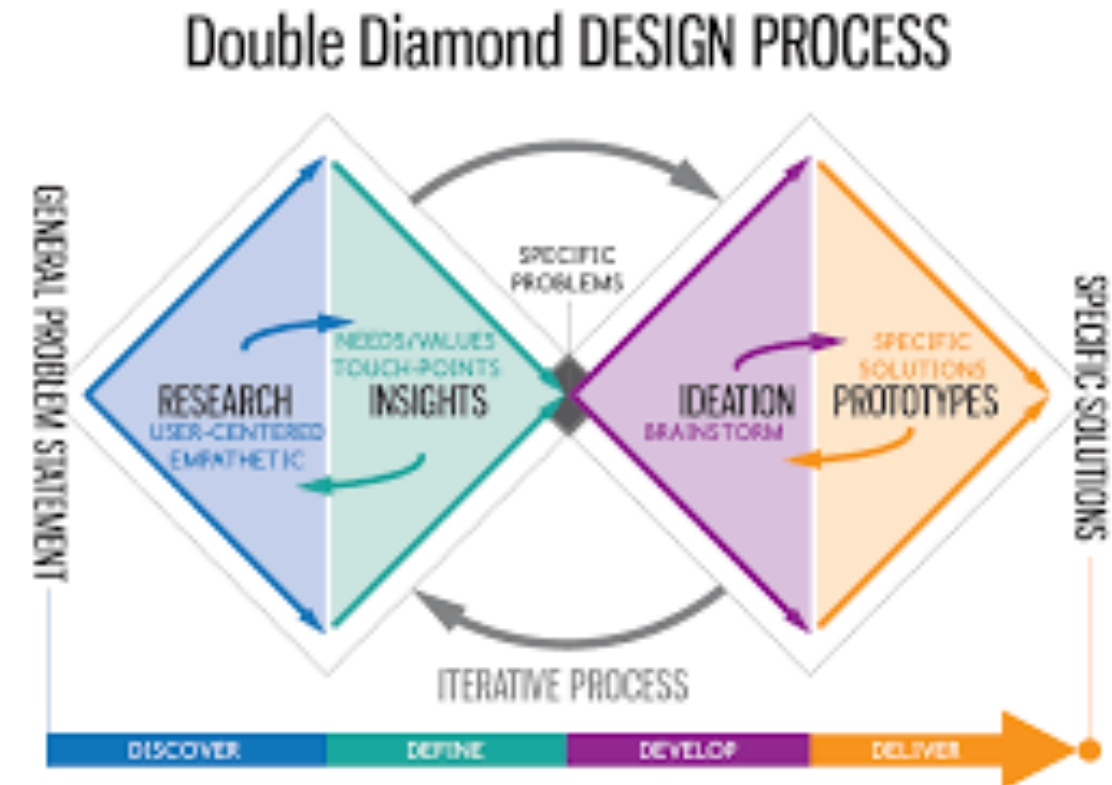 Double Diamond DESIGN PROCESS
GENERAL PROBLEM STATEMENT
SPECIFIC
PROBLEMS
NEEDS/VALUES
TOUCH-POINTS
RESEARCH
INSIGHTS
USER-CENTERED
EMPATHETIC
SPECIFIC
SOLUTIONS
IDEATION
PROTOTYPES
BRAINSTORM
SPECIFIC SOLUTIONS
ITERATIVE PROCESS
DISCOVER
DEFINE
DEVELOP
DELIVER